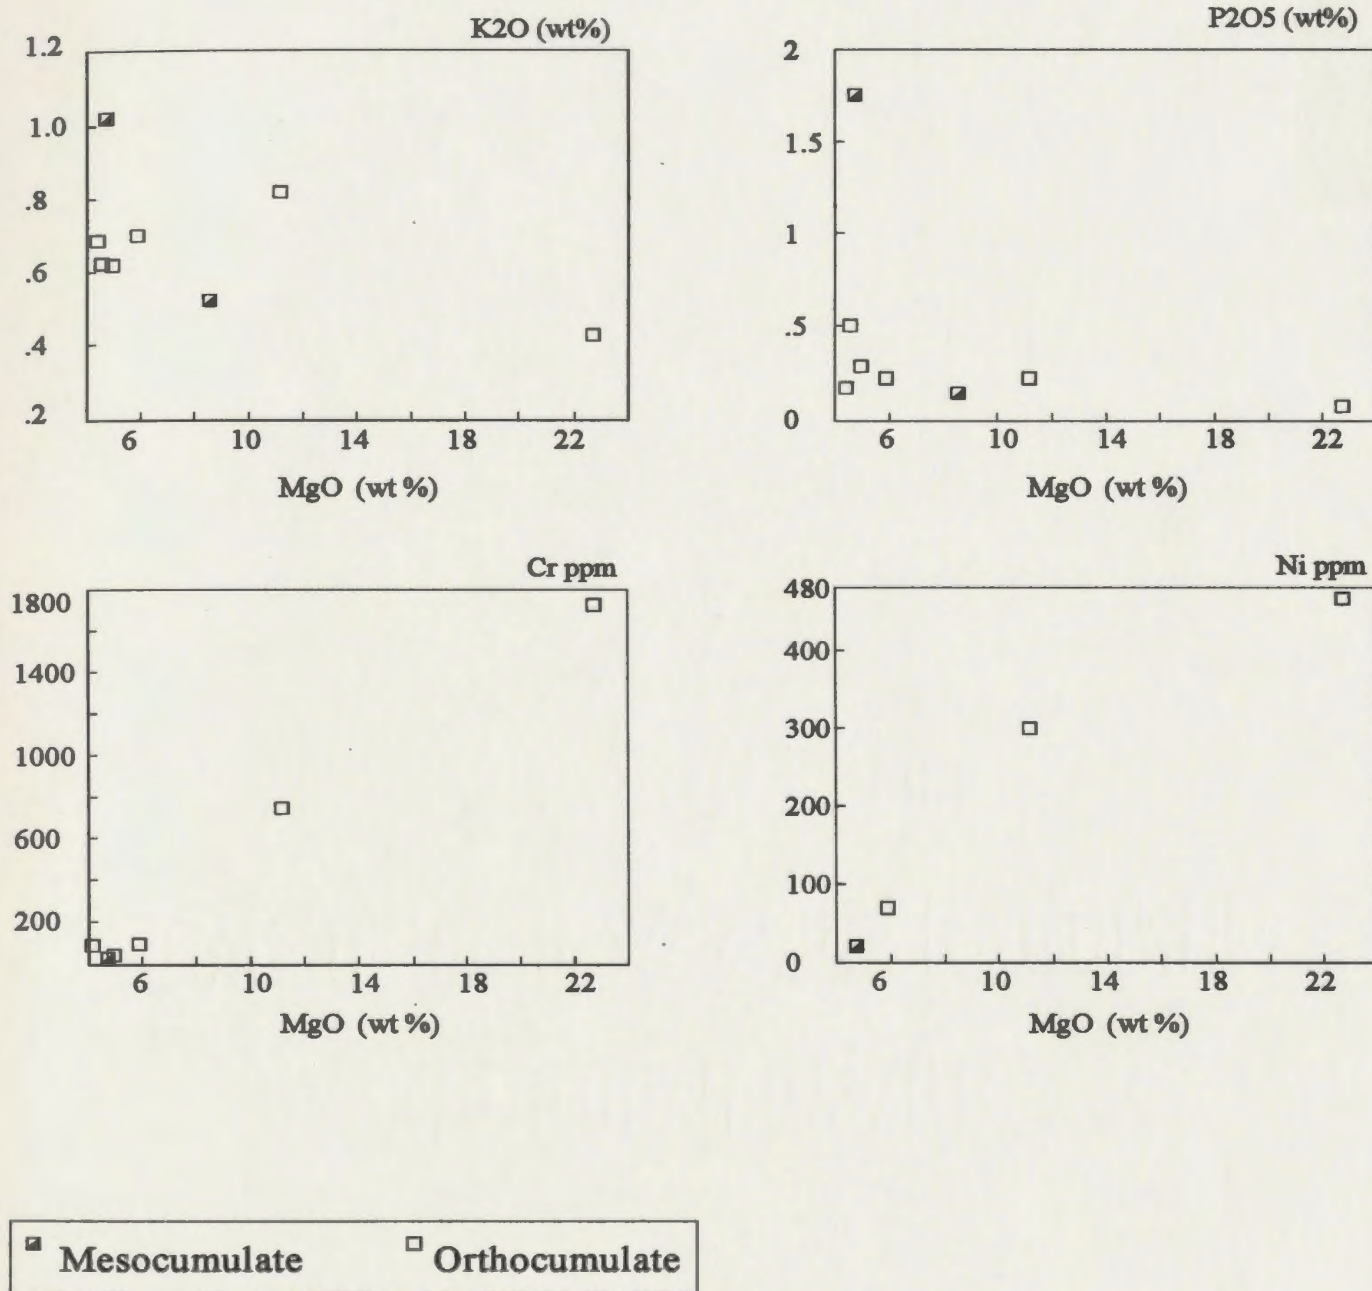 K2O (wt%)
1.2
1.0
.8
.6
.4
.2
6 10 14 18 22
MgO (wt %)
P2O5 (wt%)
2
1.5
1
.5
0
6 10 14 18 22
MgO (wt %)
Cr ppm
1800
1400
1000
600
200
6 10 14 18 22
MgO (wt %)
Ni ppm
480
400
300
200
100
0
6 10 14 18 22
MgO (wt %)
Mesocumulate Orthocumulate